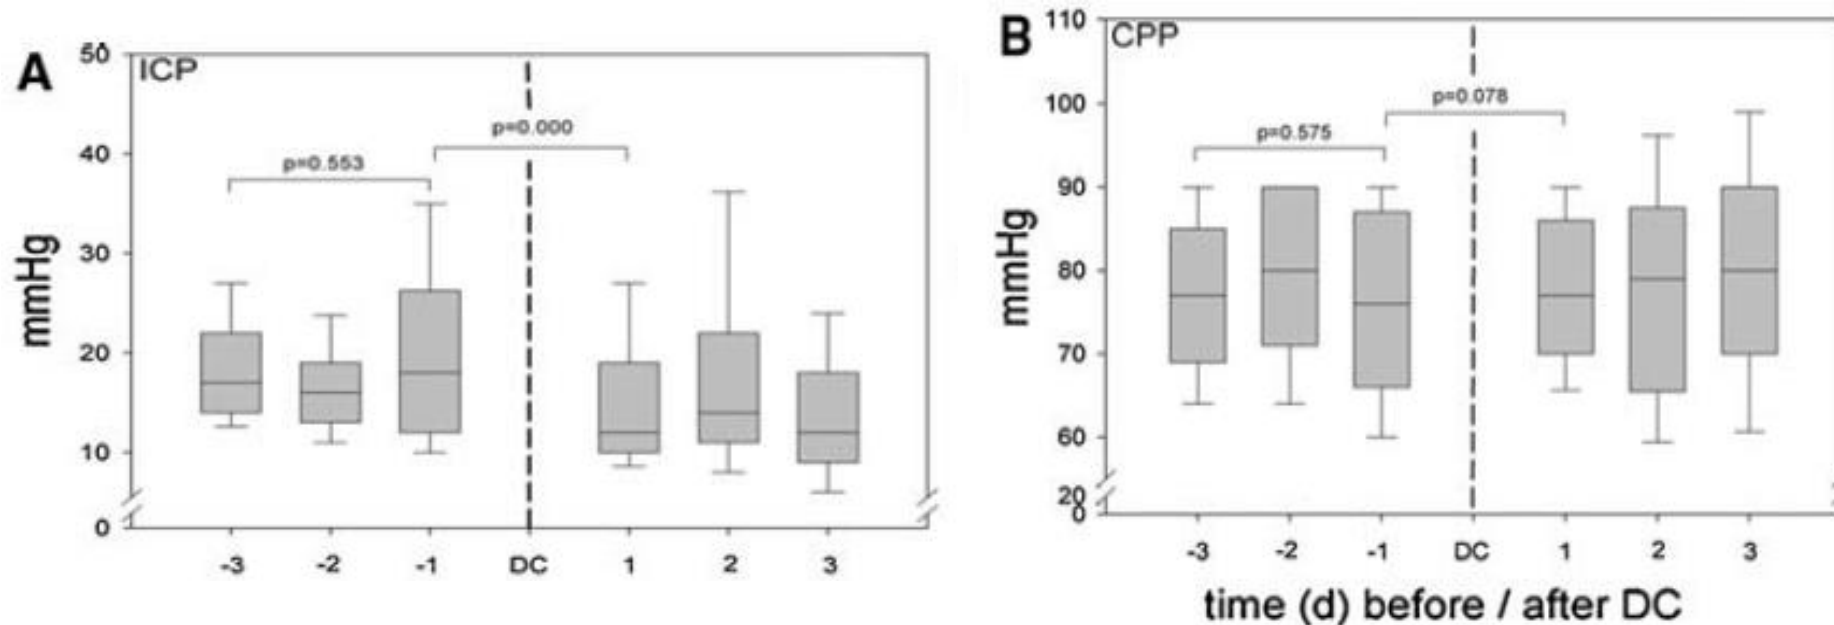 A
ICP
mmHg
50
40
30
20
10
0
p=0.553
p=0.000
-3 -2 -1 DC 1 2 3
B
CPP
mmHg
110
100
90
80
70
60
20
0
p=0.575
p=0.078
-3 -2 -1 DC 1 2 3
time (d) before / after DC